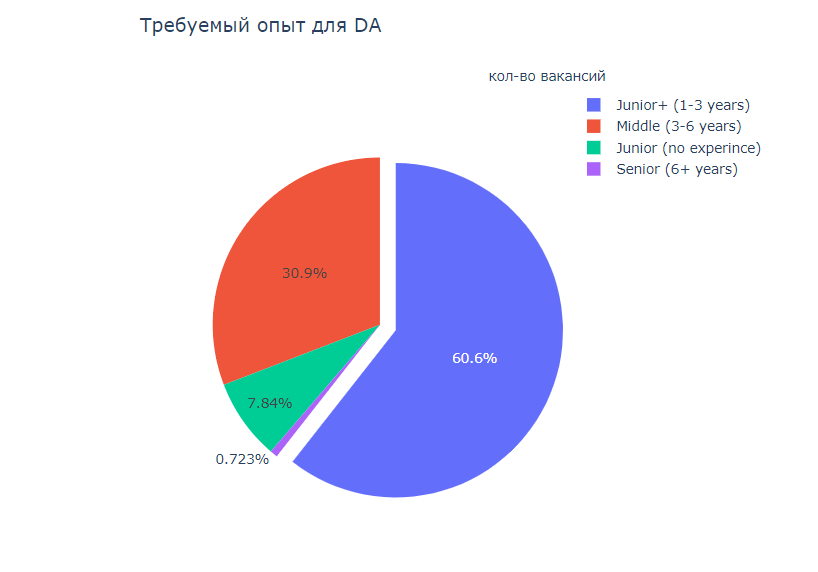 Требуемый опыт для DA
кол-во вакансий
Junior+ (1-3 years)
Middle (3-6 years)
Junior (no experince)
Senior (6+ years)
30.9%
60.6%
7.84%
0.723%